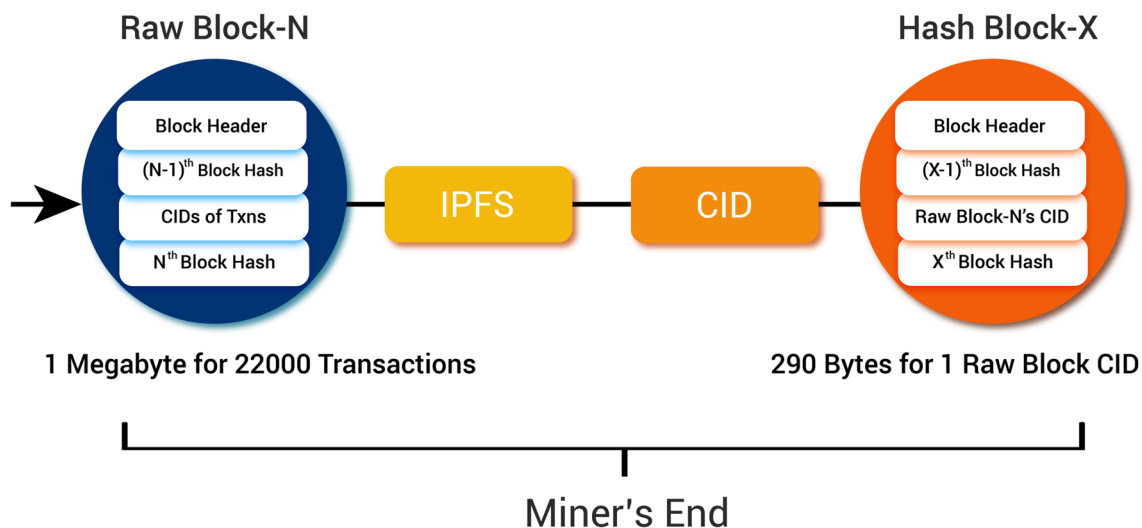 Raw Block-N
Hash Block-X
Block Header
(N-1)th Block Hash
CIDs of Txns
Nth Block Hash
IPFS
CID
Block Header
(X-1)th Block Hash
Raw Block-N's CID
Xth Block Hash
1 Megabyte for 22000 Transactions
290 Bytes for 1 Raw Block CID
Miner's End